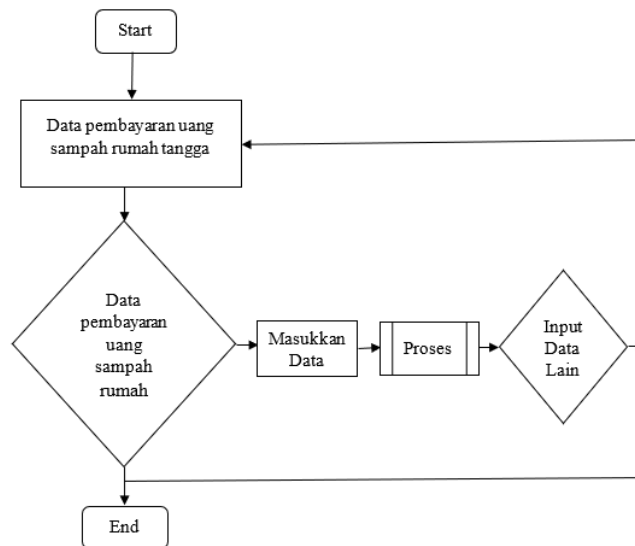 Start
Data pembayaran uang
sampah rumah tangga
Data
pembayaran
uang
sampah
rumah
Masukkan
Data
Proses
Input
Data
Lain
End